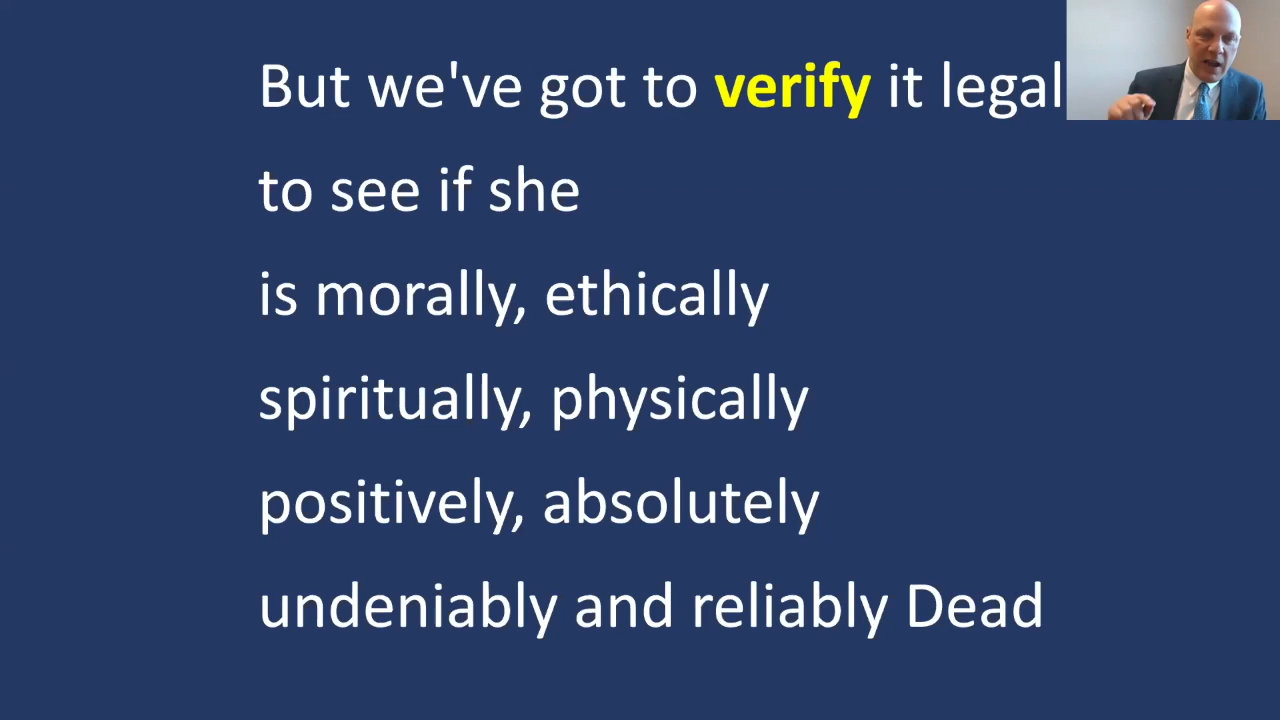 But we've got to verify it legal
to see if she
is morally, ethically
spiritually, physically
positively, absolutely
undeniably and reliably Dead